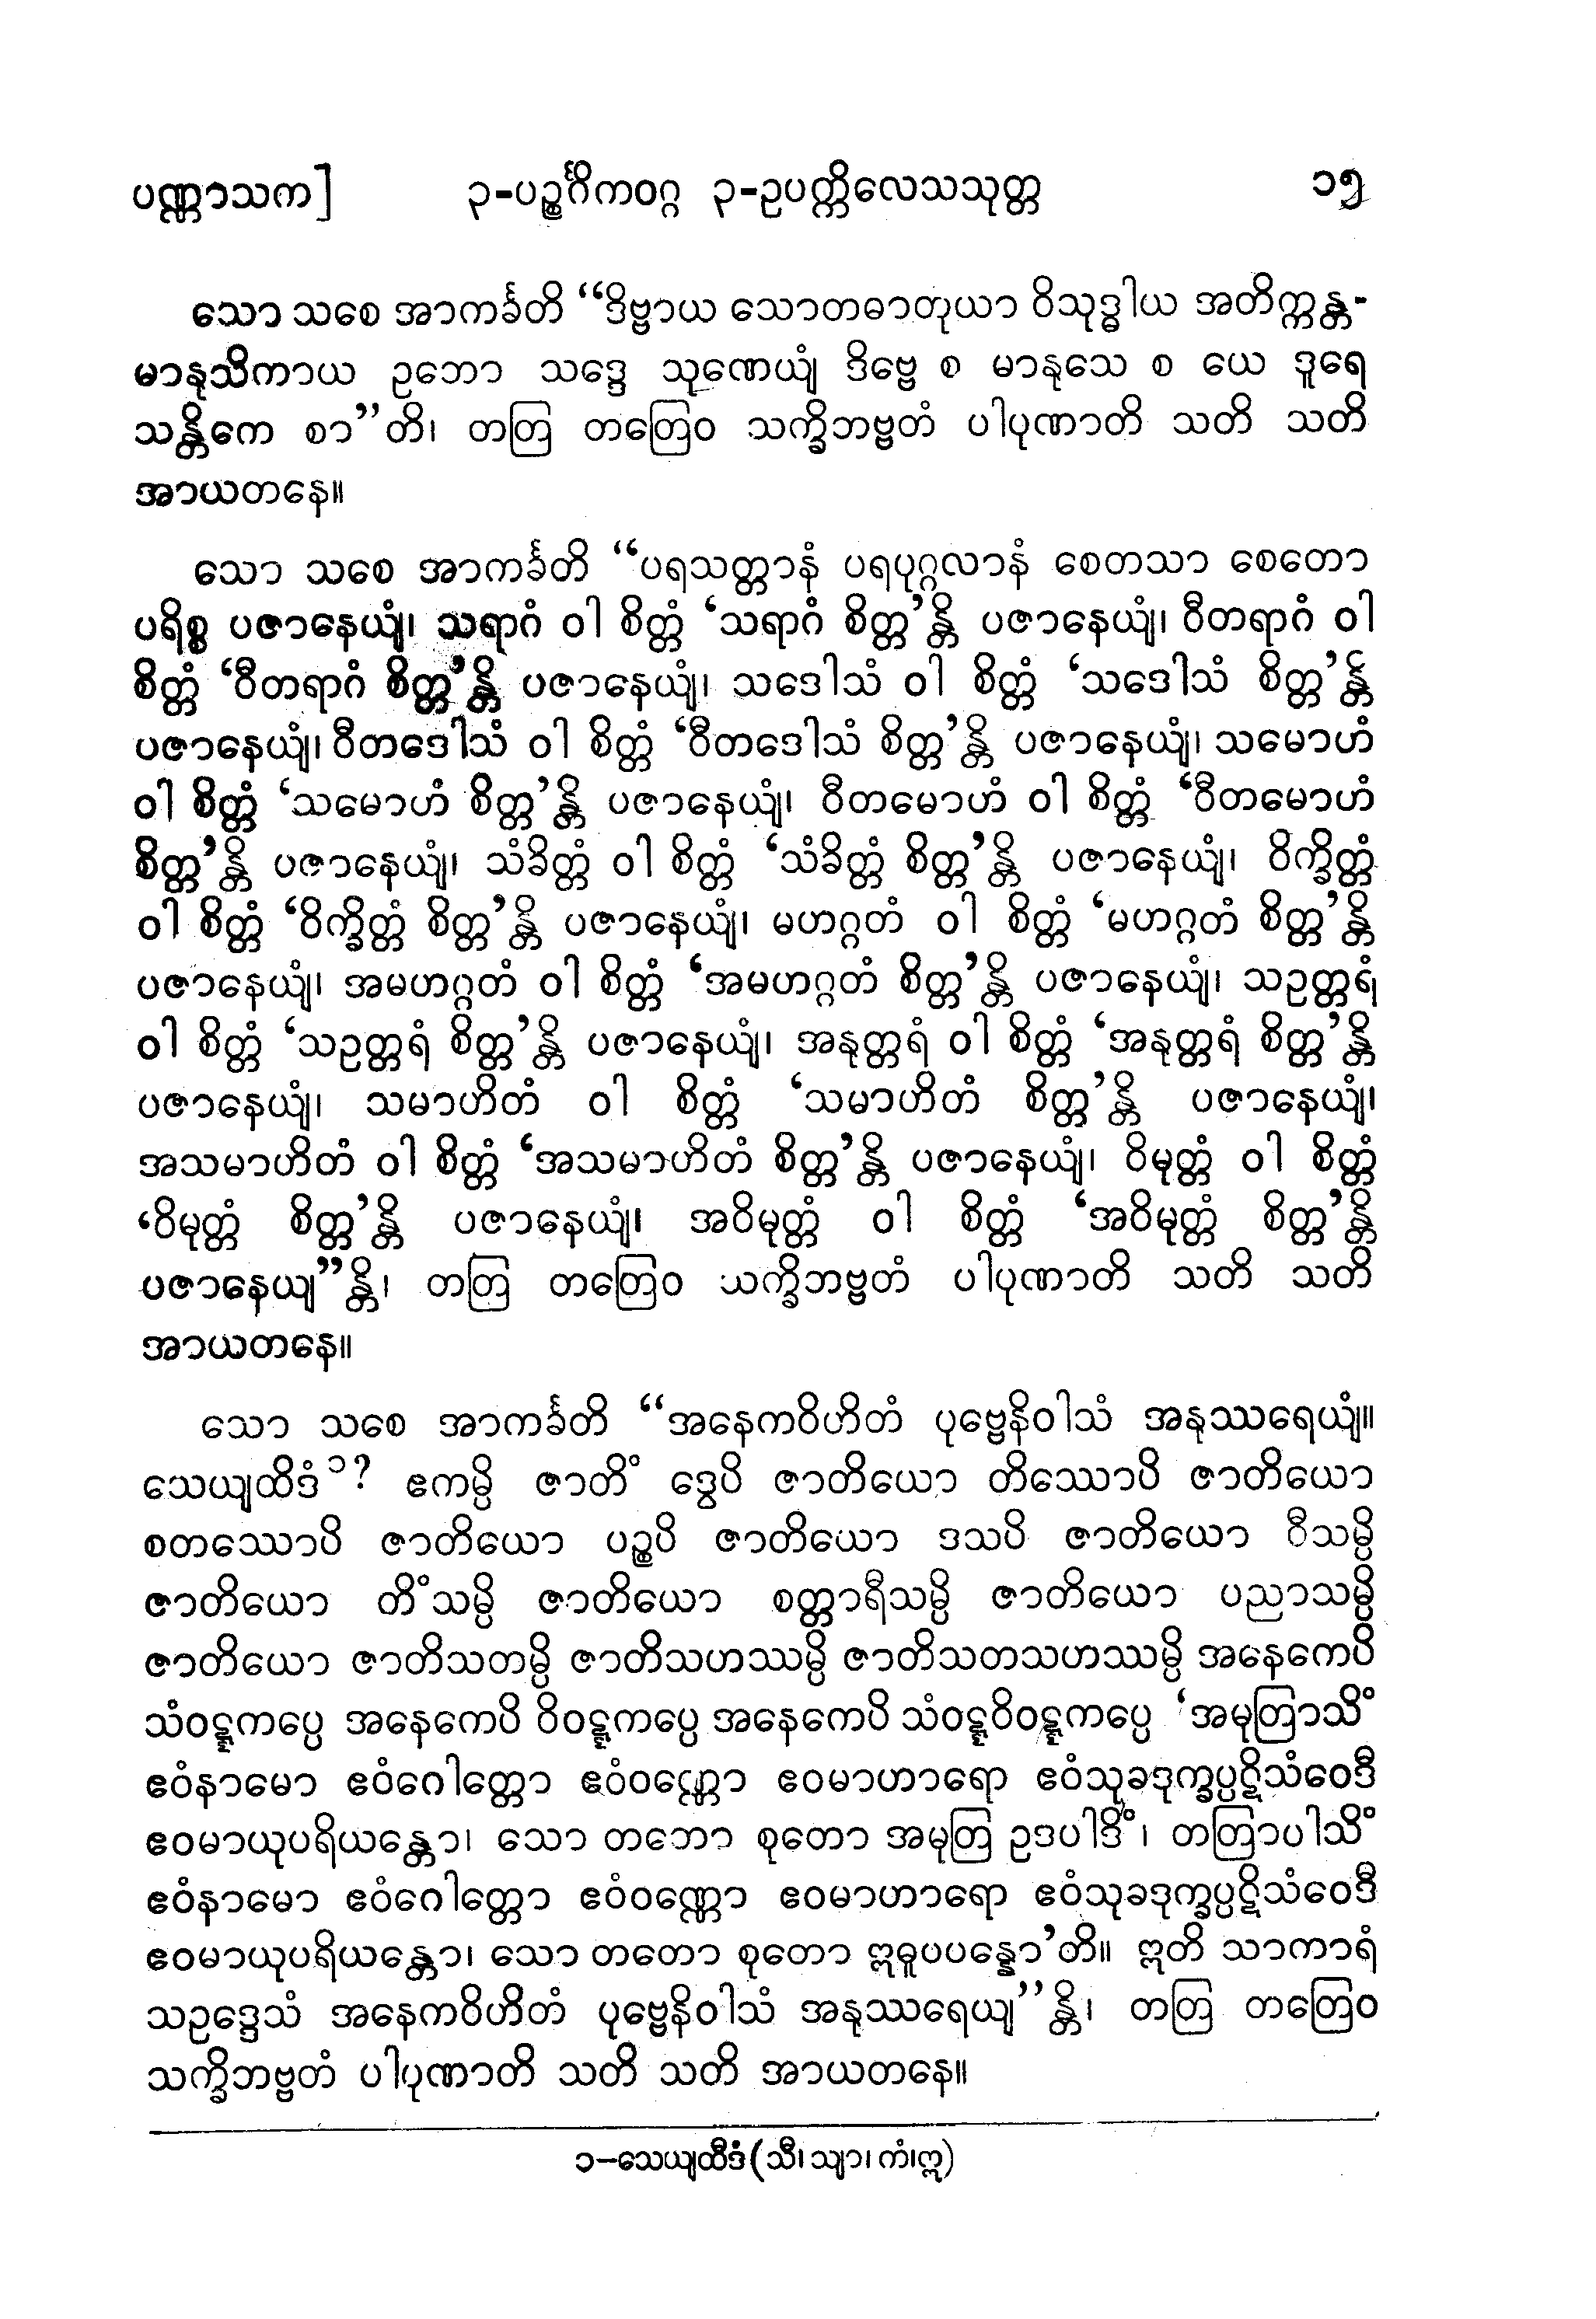 ပဏ္ဏာသက] ၃-ပဉ္စင်္ဂိကဝဂ္ဂ ၃-ဥပက္ကိလေသသုတ္တ ၁၅
သော သစေ အာကင်္ခတိ “ဒိဗ္ဗာယ သောတဓာတုယာ ဝိသုဒ္ဓါယ အတိက္ကန္တ-
မာနုသိကာယ ဥဘော သဒ္ဒေ သုဏေယျံ ဒိဗ္ဗေ စ မာနုသေ စ ယေ ဒူရေ
သန္တိကေ စာ”တိ၊ တတြ တတြေဝ သက္ခိဘဗ္ဗတံ ပါပုဏာတိ သတိ သတိ
အာယတနေ။
သော သစေ အာကင်္ခတိ “ပရသတ္တာနံ ပရပုဂ္ဂလာနံ စေတသာ စေတော
ပရိစ္စ ပဇာနေယျံ၊ သရာဂံ ဝါ စိတ္တံ ‘သရာဂံ စိတ္တ’န္တိ ပဇာနေယျံ၊ ဝီတရာဂံ ဝါ
စိတ္တံ ‘ဝီတရာဂံ စိတ္တ’န္တိ ပဇာနေယျံ၊ သဒေါသံ ဝါ စိတ္တံ ‘သဒေါသံ စိတ္တ’န္တိ
ပဇာနေယျံ၊ ဝီတဒေါသံ ဝါ စိတ္တံ ‘ဝီတဒေါသံ စိတ္တ’န္တိ ပဇာနေယျံ၊ သမောဟံ
ဝါ စိတ္တံ ‘သမောဟံ စိတ္တ’န္တိ ပဇာနေယျံ၊ ဝီတမောဟံ ဝါ စိတ္တံ ‘ဝီတမောဟံ
စိတ္တ’န္တိ ပဇာနေယျံ၊ သံခိတ္တံ ဝါ စိတ္တံ ‘သံခိတ္တံ စိတ္တ’န္တိ ပဇာနေယျံ၊ ဝိက္ခိတ္တံ
ဝါ စိတ္တံ ‘ဝိက္ခိတ္တံ စိတ္တ’န္တိ ပဇာနေယျံ၊ မဟဂ္ဂတံ ဝါ စိတ္တံ ‘မဟဂ္ဂတံ စိတ္တ’န္တိ
ပဇာနေယျံ၊ အမဟဂ္ဂတံ ဝါ စိတ္တံ ‘အမဟဂ္ဂတံ စိတ္တ’န္တိ ပဇာနေယျံ၊ သဥတ္တရံ
ဝါ စိတ္တံ ‘သဥတ္တရံ စိတ္တ’န္တိ ပဇာနေယျံ၊ အနုတ္တရံ ဝါ စိတ္တံ ‘အနုတ္တရံ စိတ္တ’န္တိ
ပဇာနေယျံ၊ သမာဟိတံ ဝါ စိတ္တံ ‘သမာဟိတံ စိတ္တ’န္တိ ပဇာနေယျံ၊
အသမာဟိတံ ဝါ စိတ္တံ ‘အသမာဟိတံ စိတ္တ’န္တိ ပဇာနေယျံ၊ ဝိမုတ္တံ ဝါ စိတ္တံ
‘ဝိမုတ္တံ စိတ္တ’န္တိ ပဇာနေယျံ၊ အဝိမုတ္တံ ဝါ စိတ္တံ ‘အဝိမုတ္တံ စိတ္တ’န္တိ
ပဇာနေယျ”န္တိ၊ တတြ တတြေဝ သက္ခိဘဗ္ဗတံ ပါပုဏာတိ သတိ သတိ
အာယတနေ။
သော သစေ အာကင်္ခတိ “အနေကဝိဟိတံ ပုဗ္ဗေနိဝါသံ အနုဿရေယျံ။
သေယျထိဒံ၁? ဧကမ္ပိ ဇာတိံ ဒွေပိ ဇာတိယော တိဿောပိ ဇာတိယော
စတဿောပိ ဇာတိယော ပဉ္စပိ ဇာတိယော ဒသပိ ဇာတိယော ဝီသမ္ပိ
ဇာတိယော တိံသမ္ပိ ဇာတိယော စတ္တာရီသမ္ပိ ဇာတိယော ပညာသမ္ပိ
ဇာတိယော ဇာတိသတမ္ပိ ဇာတိသဟဿမ္ပိ ဇာတိသတသဟဿမ္ပိ အနေကေပိ
သံဝဋ္ဋကပ္ပေ အနေကေပိ ဝိဝဋ္ဋကပ္ပေ အနေကေပိ သံဝဋ္ဋဝိဝဋ္ဋကပ္ပေ ‘အမုတြာသိံ
ဧဝံနာမော ဧဝံဂေါတ္တော ဧဝံဝဏ္ဏော ဧဝမာဟာရော ဧဝံသုခဒုက္ခပ္ပဋိသံဝေဒီ
ဧဝမာယုပရိယန္တော၊ သော တဘော စုတော အမုတြ ဥဒပါဒိံ၊ တတြာပါသိံ
ဧဝံနာမော ဧဝံဂေါတ္တော ဧဝံဝဏ္ဏော ဧဝမာဟာရော ဧဝံသုခဒုက္ခပ္ပဋိသံဝေဒီ
ဧဝမာယုပရိယန္တော၊ သော တတော စုတော ဣဓူပပန္နော’တိ။ ဣတိ သာကာရံ
သဥဒ္ဒေသံ အနေကဝိဟိတံ ပုဗ္ဗေနိဝါသံ အနုဿရေယျ”န္တိ၊ တတြ တတြေဝ
သက္ခိဘဗ္ဗတံ ပါပုဏာတိ သတိ သတိ အာယတနေ။
၁–သေယျထီဒံ (သီ၊ သျာ၊ ကံ၊ဣ)